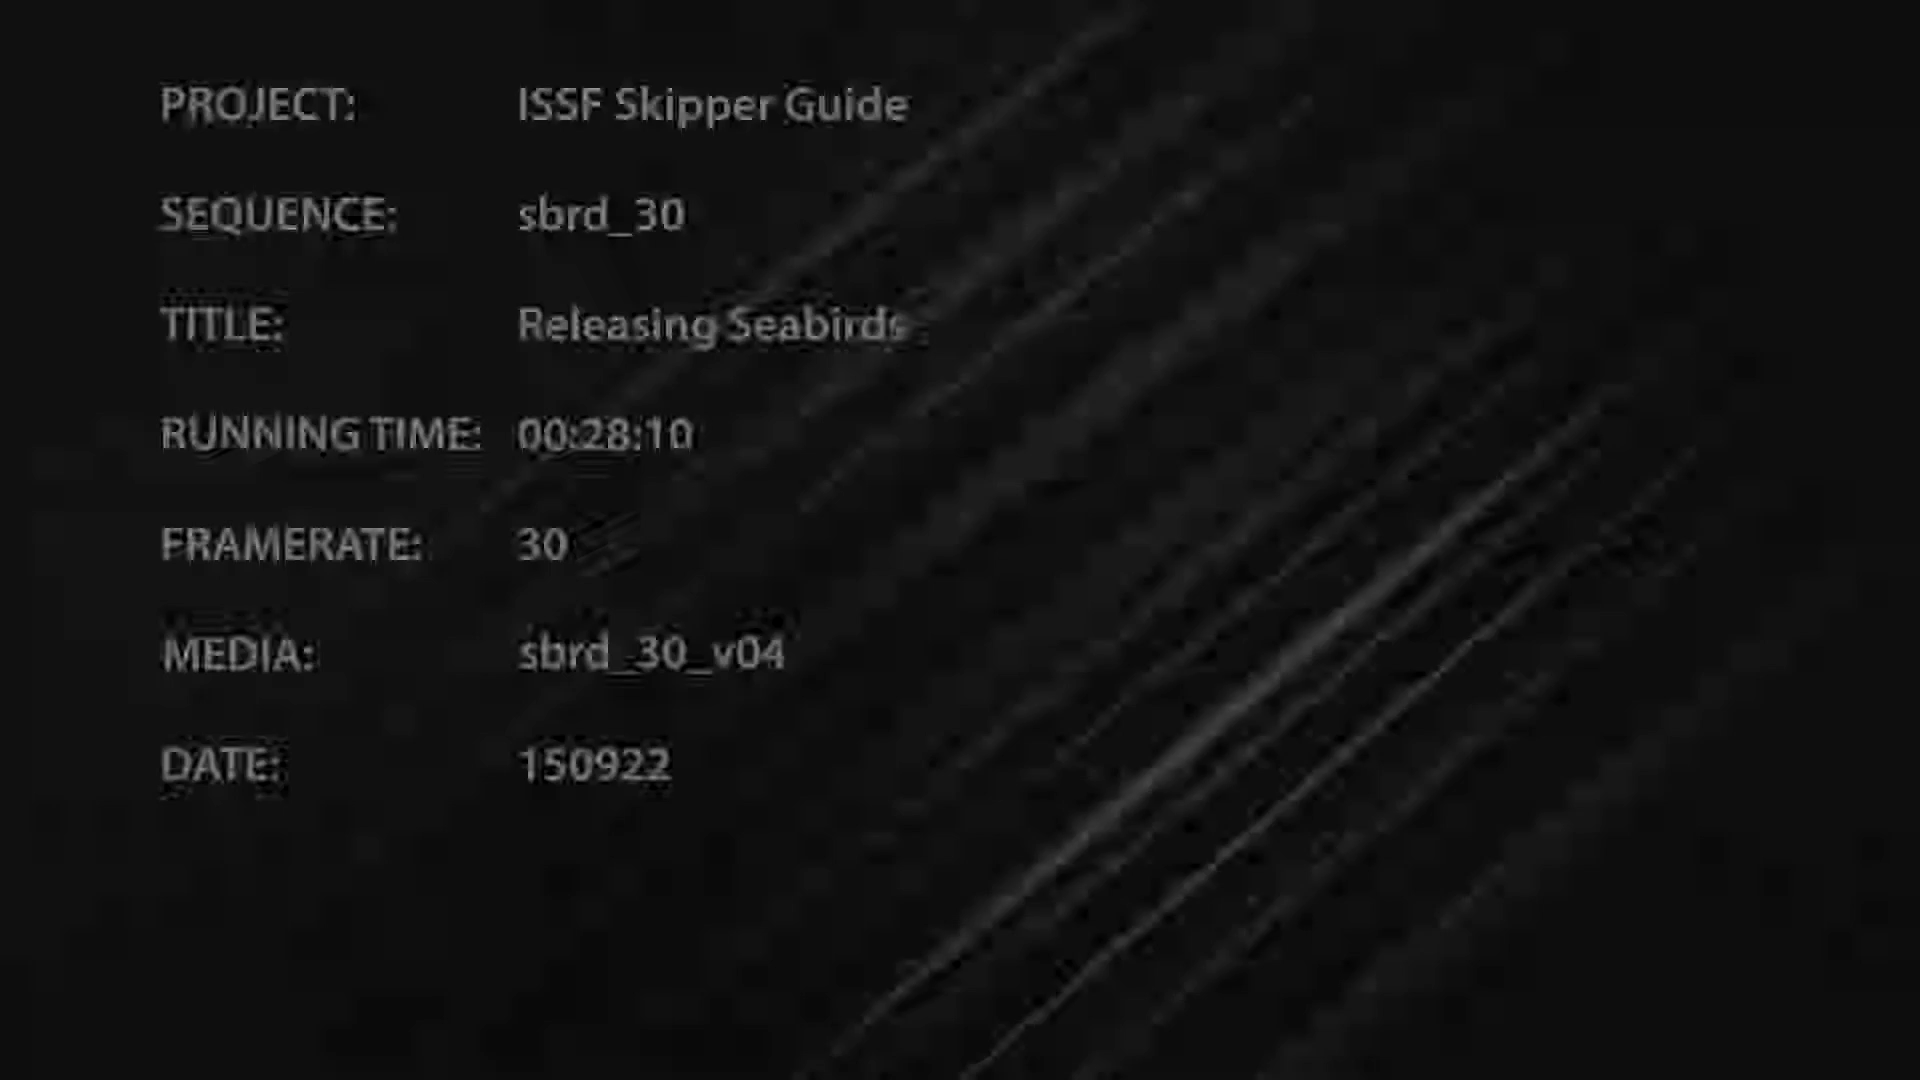 PROJECT: ISSF Skipper Guide
SEQUENCE: sbrd_30
TITLE: Releasing Seabirds
RUNNING TIME: 00:28:10
FRAMERATE: 30
MEDIA: sbrd_30_v04
DATE: 150922